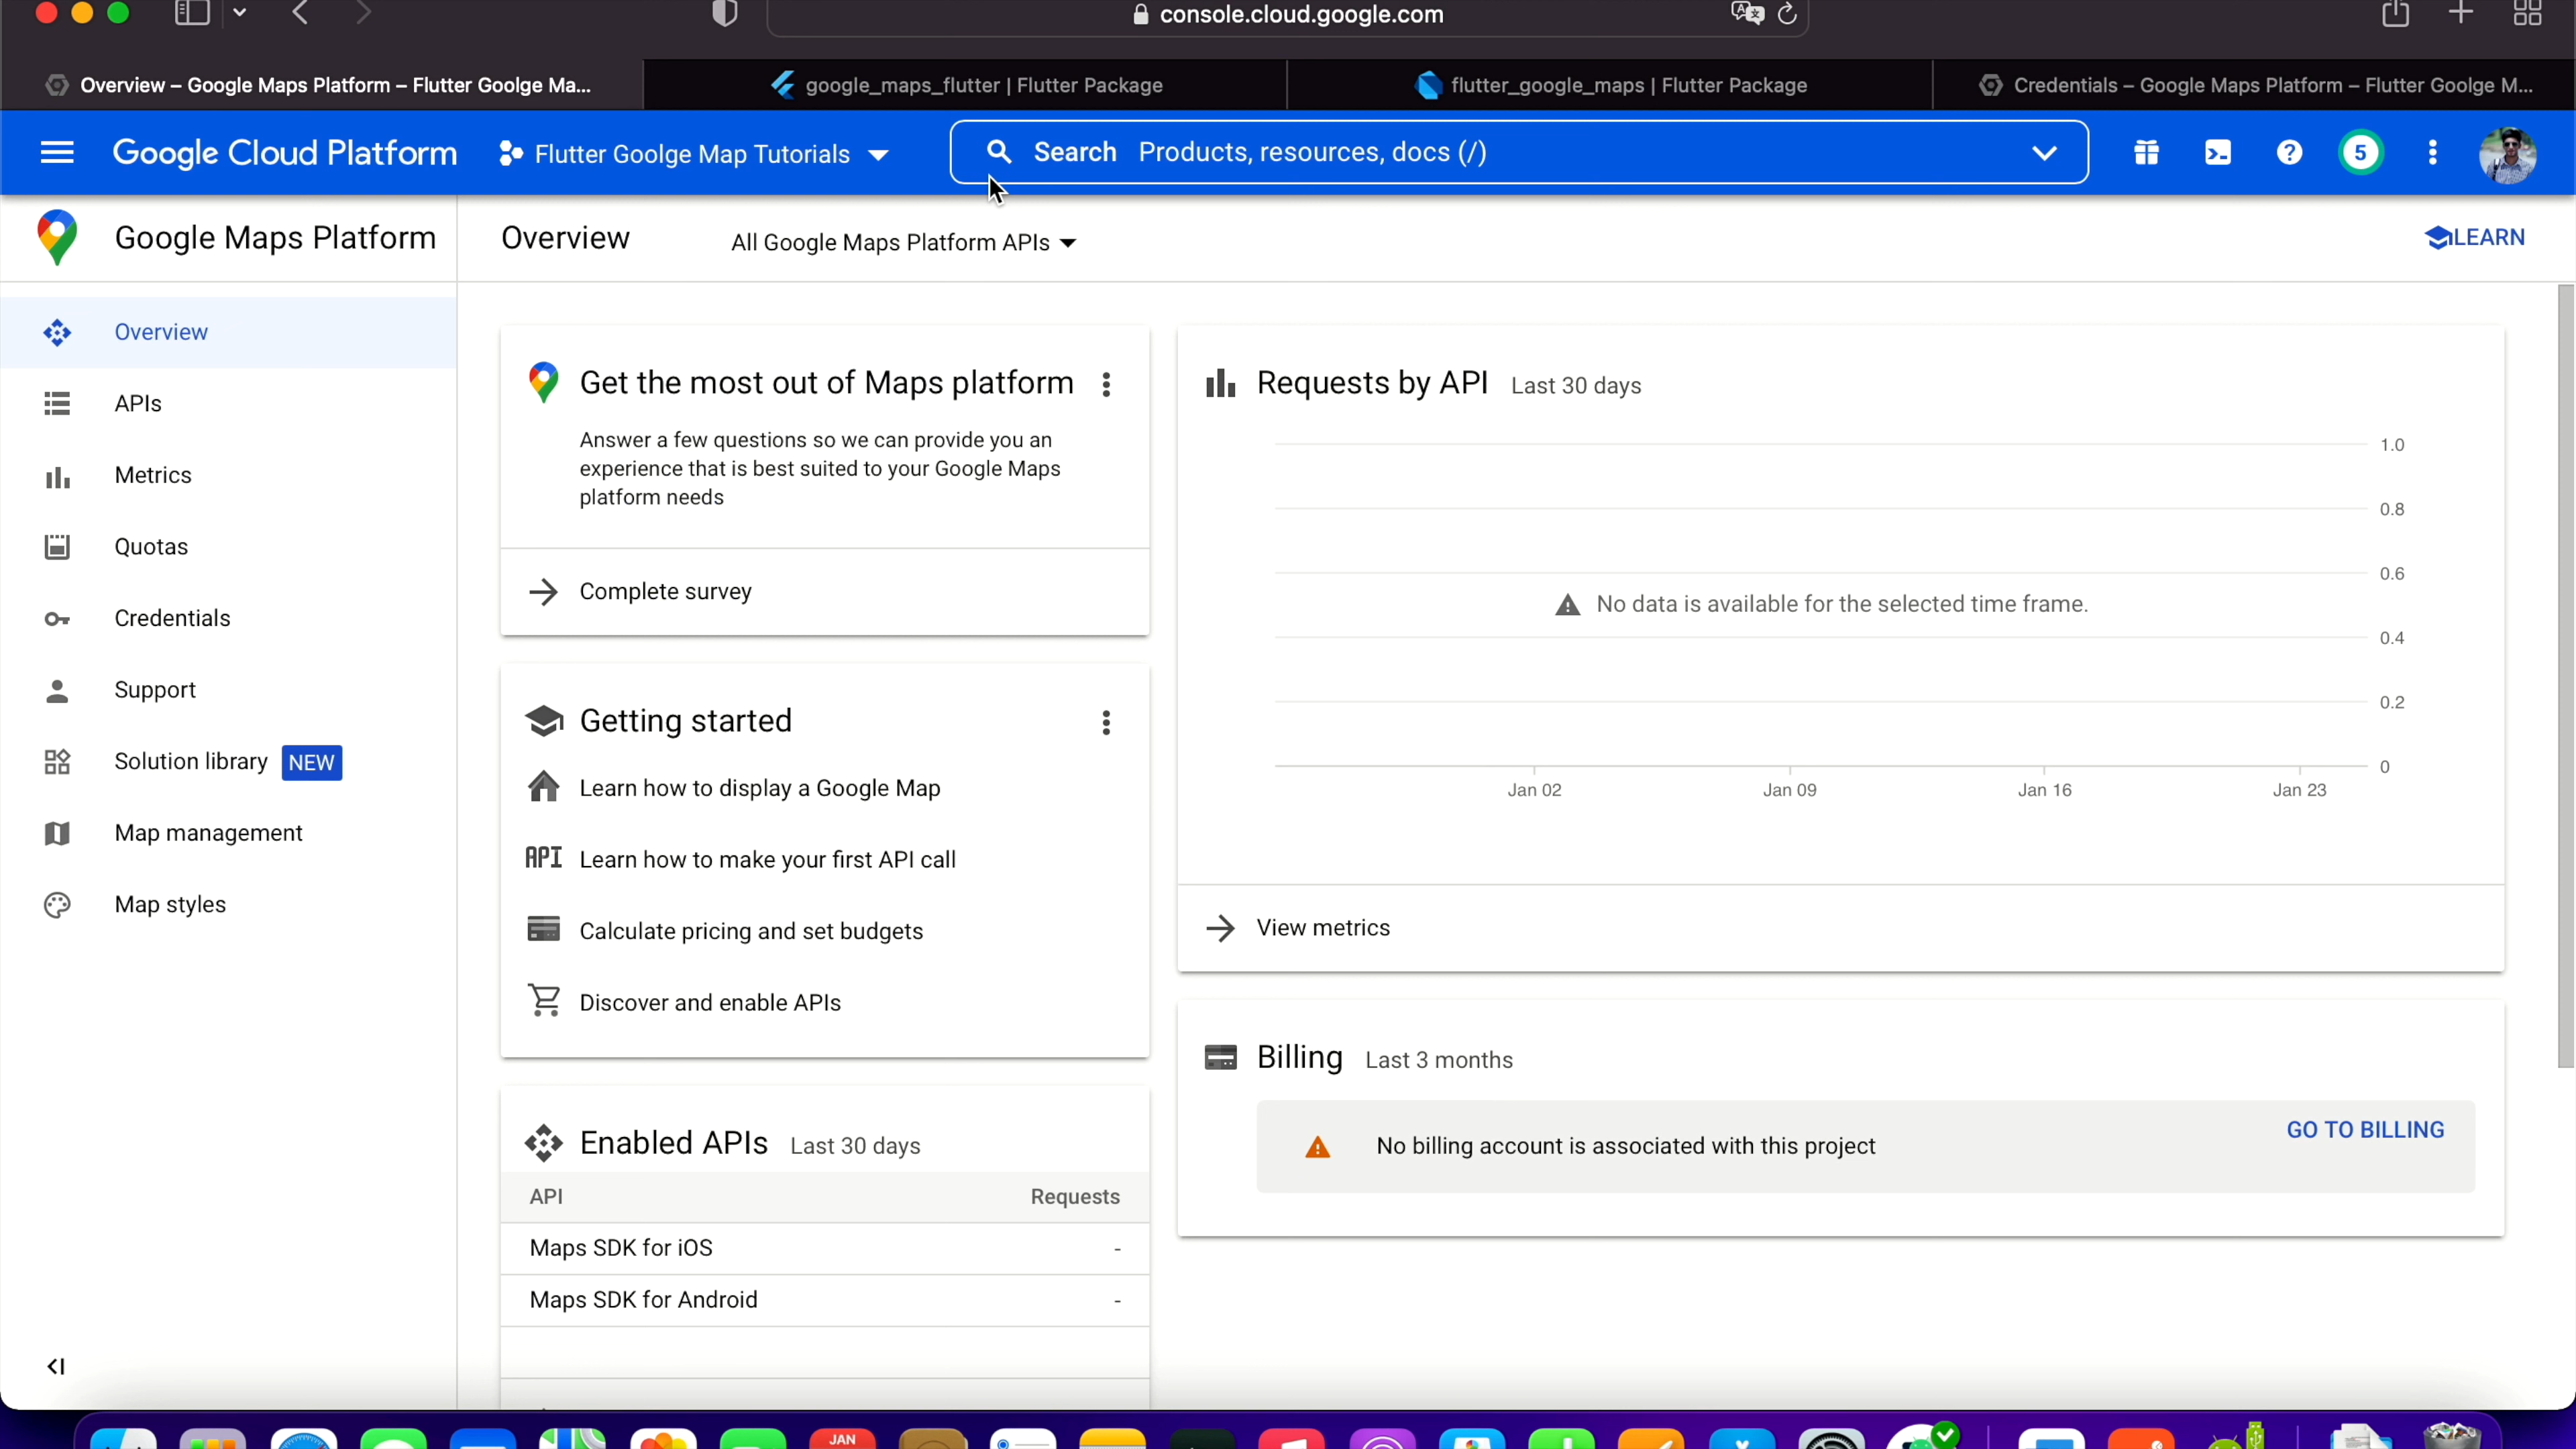 console.cloud.google.com
Overview – Google Maps Platform – Flutter Goolge Ma...
google_maps_flutter | Flutter Package
flutter_google_maps | Flutter Package
Credentials – Google Maps Platform – Flutter Goolge M...
Google Cloud Platform
Flutter Goolge Map Tutorials
Search Products, resources, docs (/)
5
Google Maps Platform
Overview
All Google Maps Platform APIs
LEARN
Overview
APIs
Metrics
Quotas
Credentials
Support
Solution library NEW
Map management
Map styles
Get the most out of Maps platform
Answer a few questions so we can provide you an
experience that is best suited to your Google Maps
platform needs
Complete survey
Getting started
Learn how to display a Google Map
API Learn how to make your first API call
Calculate pricing and set budgets
Discover and enable APIs
Enabled APIs Last 30 days
API Requests
Maps SDK for iOS -
Maps SDK for Android -
Requests by API Last 30 days
1.0
0.8
0.6
No data is available for the selected time frame.
0.4
0.2
0
Jan 02 Jan 09 Jan 16 Jan 23
View metrics
Billing Last 3 months
No billing account is associated with this project
GO TO BILLING
JAN